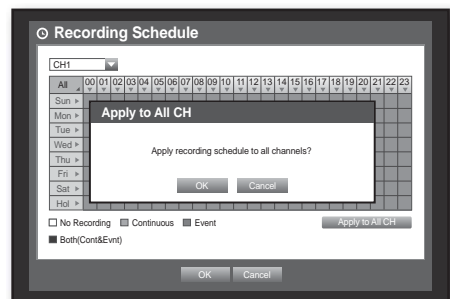 Recording Schedule
CH1
All 00 01 02 03 04 05 06 07 08 09 10 11 12 13 14 15 16 17 18 19 20 21 22 23
Sun
Mon
Tue
Wed
Thu
Fri
Sat
Hol
Apply to All CH
Apply recording schedule to all channels?
OK Cancel
No Recording Continuous Event Apply to All CH
Both(Cont&Evnt)
OK Cancel